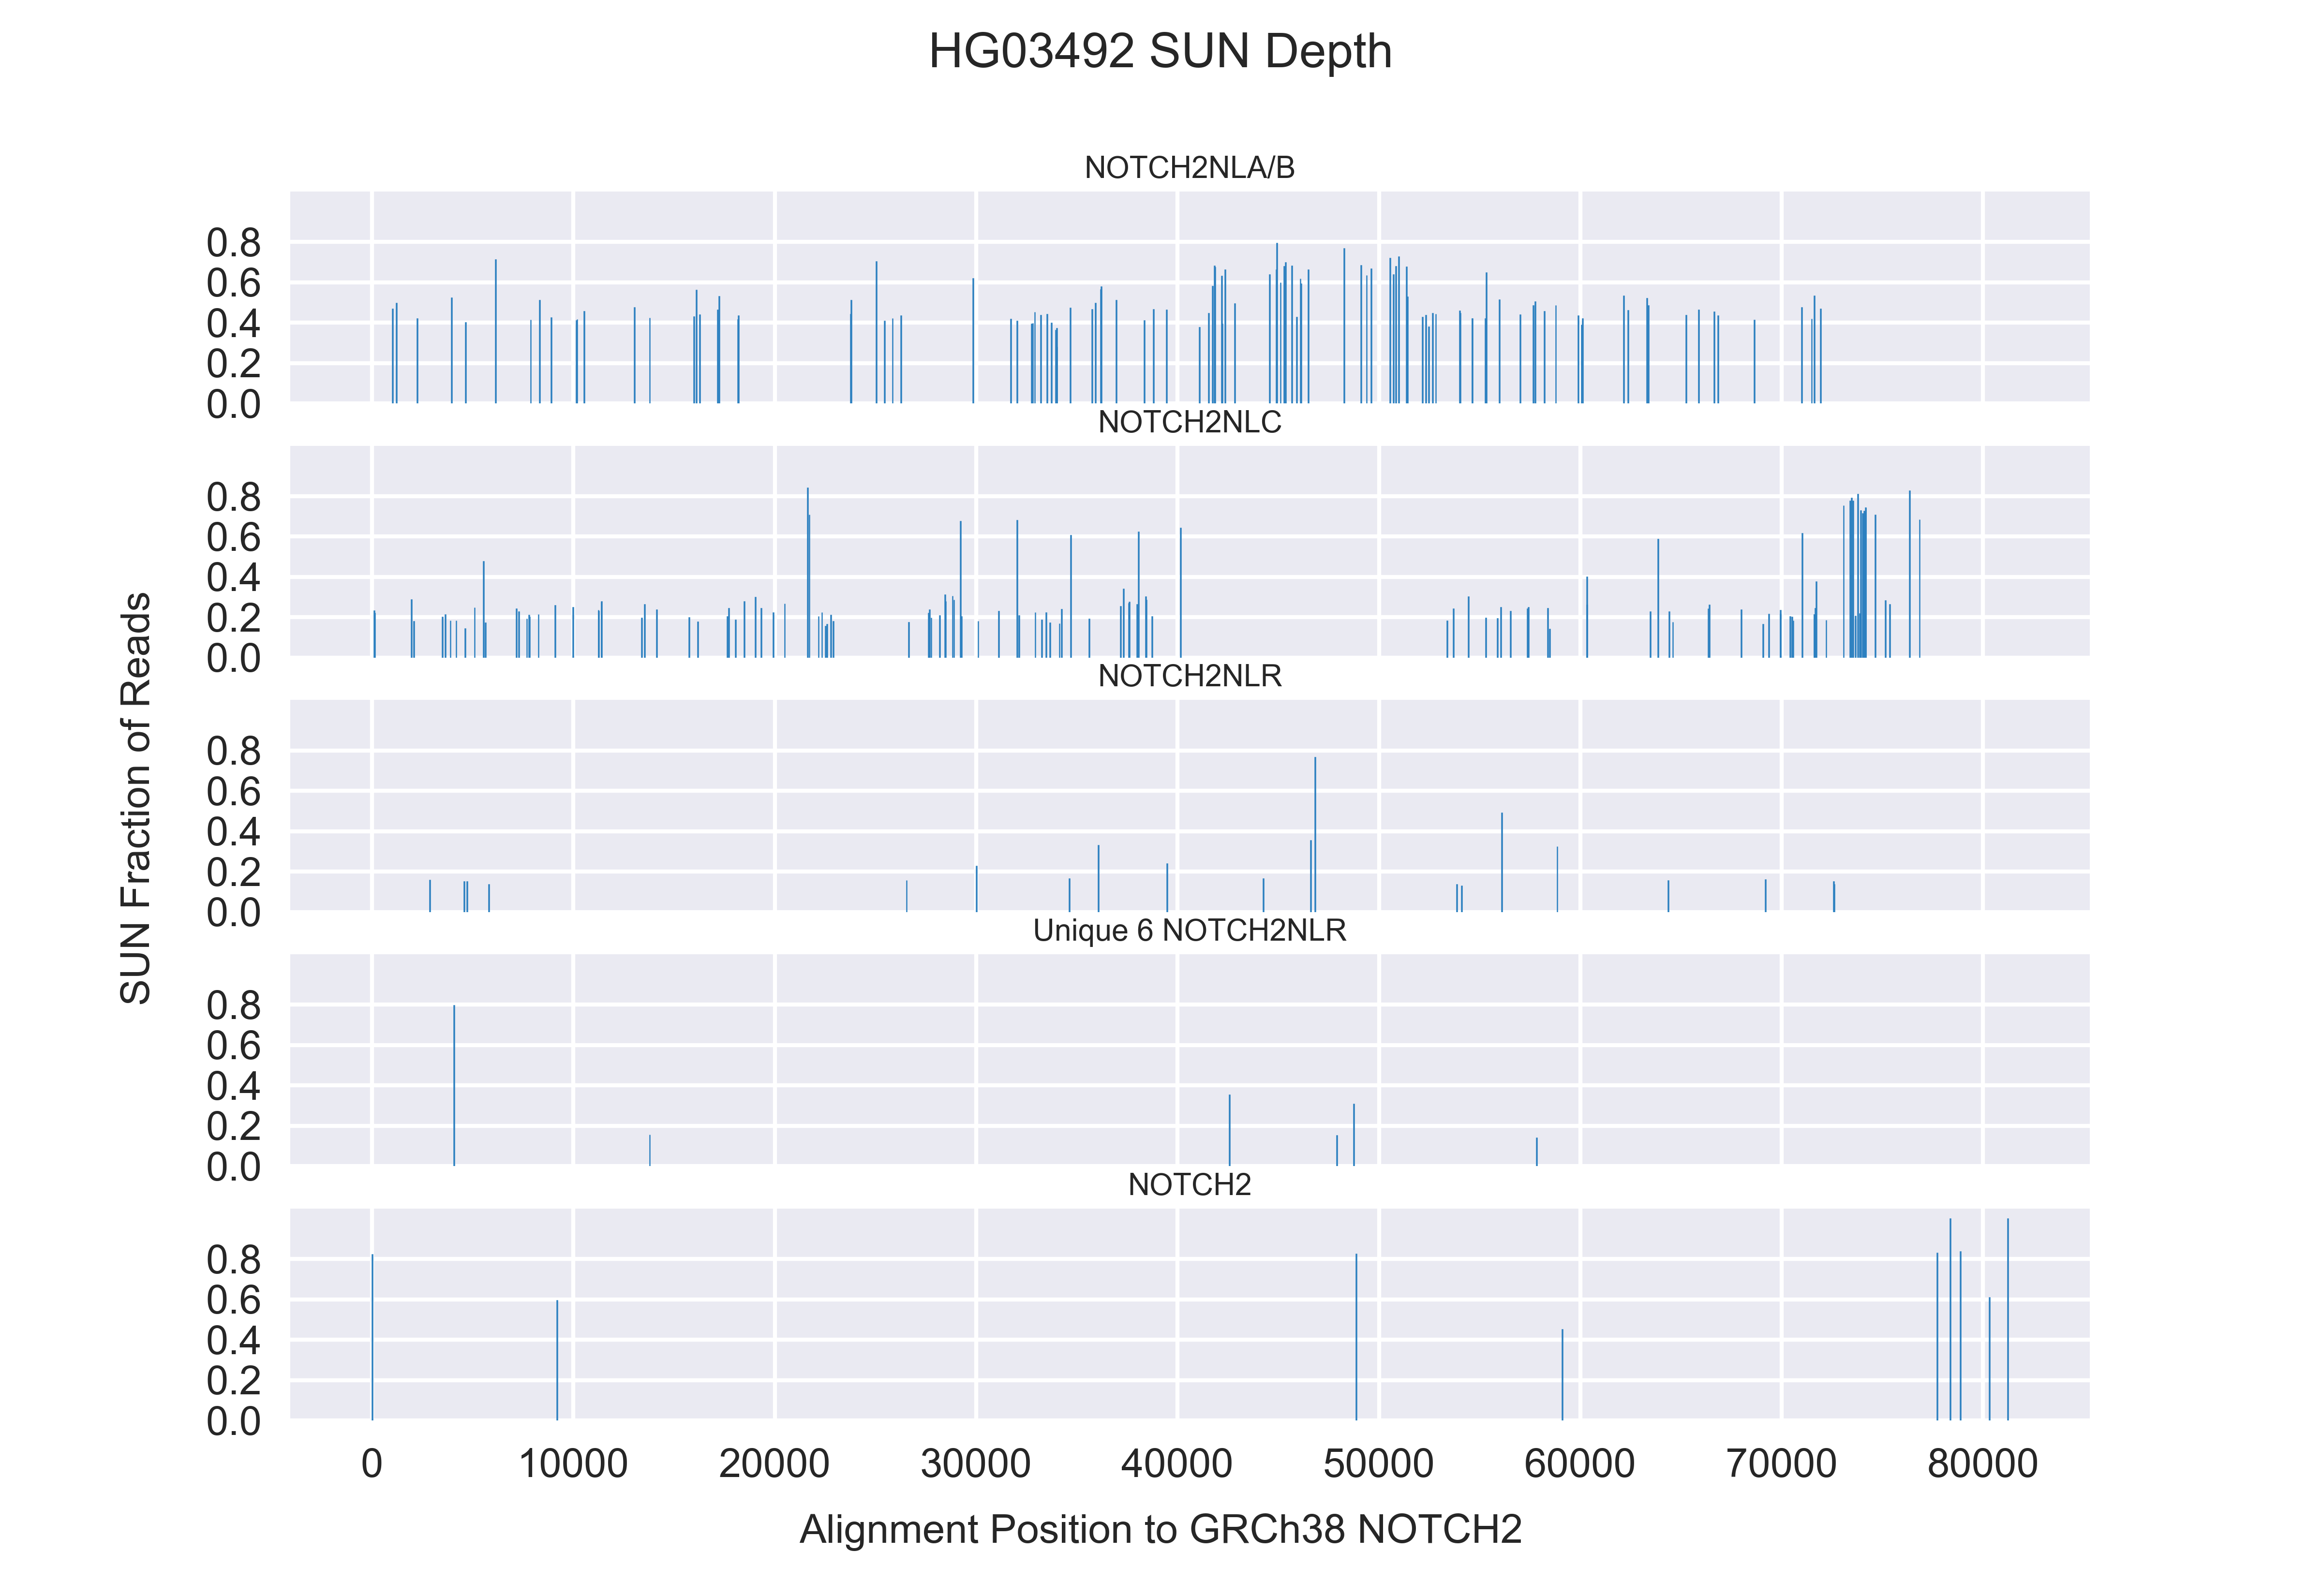 HG03492 SUN Depth
NOTCH2NLA/B
0.8
0.6
0.4
0.2
0.0
NOTCH2NLC
0.8
0.6
0.4
0.2
0.0
NOTCH2NLR
0.8
0.6
0.4
0.2
0.0
Unique 6 NOTCH2NLR
0.8
0.6
0.4
0.2
0.0
NOTCH2
0.8
0.6
0.4
0.2
0.0
SUN Fraction of Reads
0 10000 20000 30000 40000 50000 60000 70000 80000
Alignment Position to GRCh38 NOTCH2